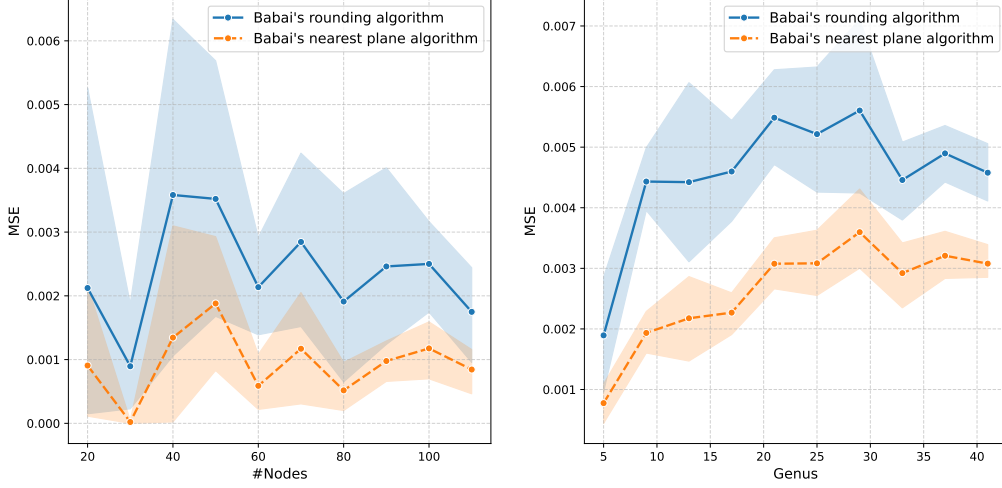 Babai's rounding algorithm
Babai's nearest plane algorithm
0.006
0.005
0.004
0.003
0.002
0.001
0.000
MSE
20 40 60 80 100
#Nodes
Babai's rounding algorithm
Babai's nearest plane algorithm
0.007
0.006
0.005
0.004
0.003
0.002
0.001
MSE
5 10 15 20 25 30 35 40
Genus